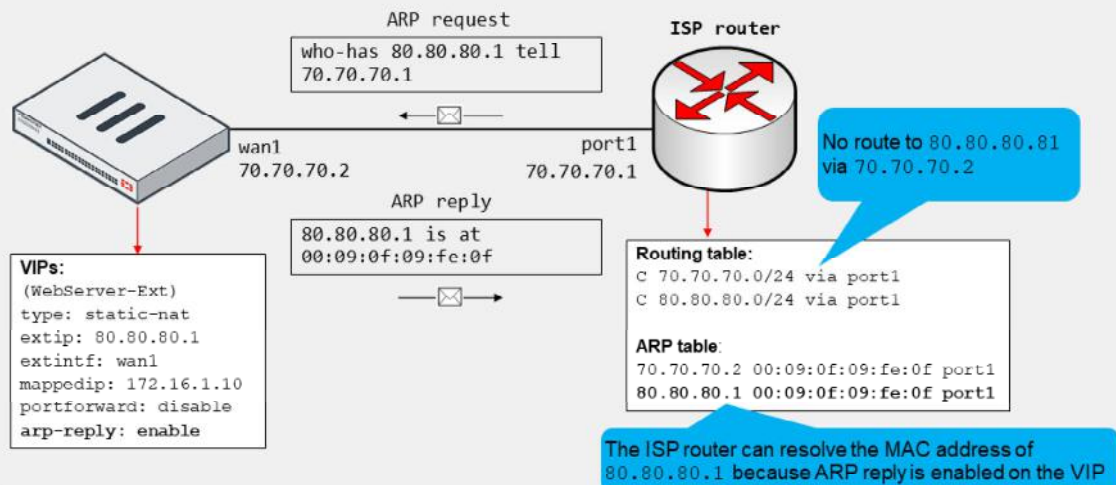 ARP request
who-has 80.80.80.1 tell
70.70.70.1
ISP router
wan1
70.70.70.2
port1
70.70.70.1
No route to 80.80.80.81
via 70.70.70.2
ARP reply
80.80.80.1 is at
00:09:0f:09:fe:0f
VIPs:
(WebServer-Ext)
type: static-nat
extip: 80.80.80.1
extintf: wan1
mappedip: 172.16.1.10
portforward: disable
arp-reply: enable
Routing table:
C 70.70.70.0/24 via port1
C 80.80.80.0/24 via port1
ARP table:
70.70.70.2 00:09:0f:09:fe:0f port1
80.80.80.1 00:09:0f:09:fe:0f port1
The ISP router can resolve the MAC address of
80.80.80.1 because ARP reply is enabled on the VIP